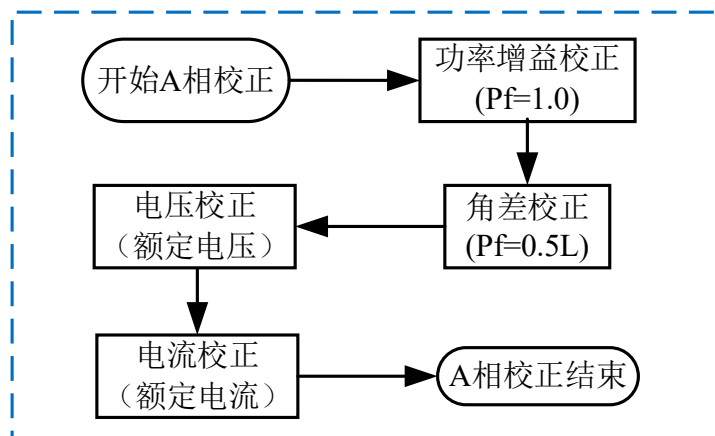 开始A相校正
功率增益校正
(Pf=1.0)
角差校正
(Pf=0.5L)
电压校正
（额定电压）
电流校正
（额定电流）
A相校正结束